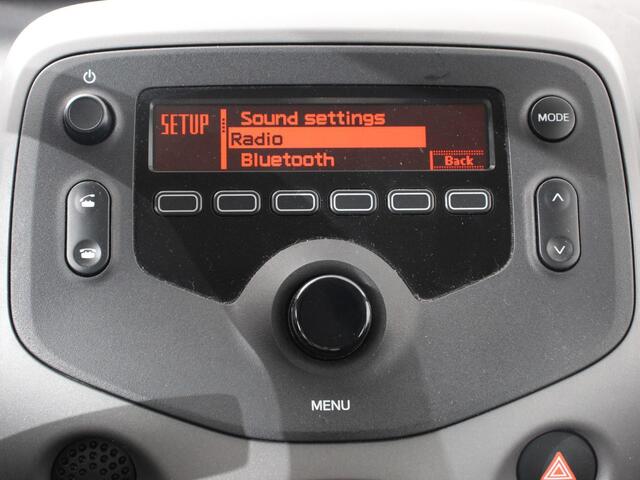 Sound settings
SETUP
Radio
Bluetooth
Back
MODE
MENU